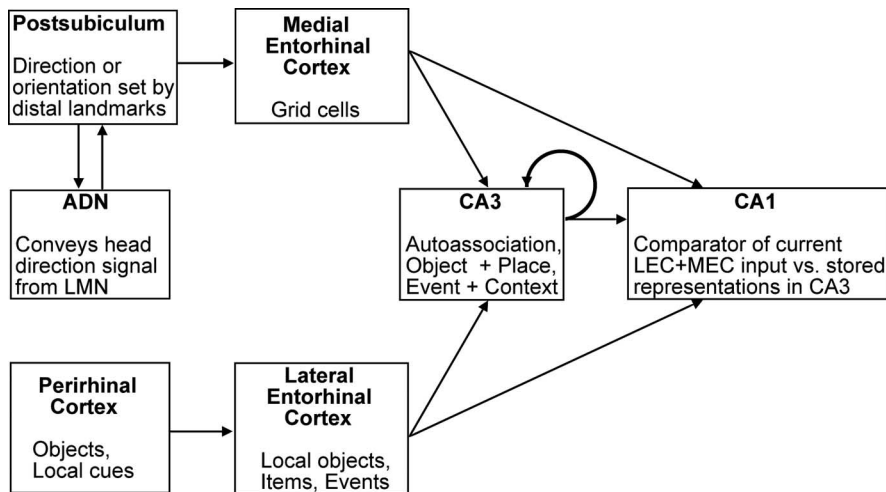 Postsubiculum
Direction or
orientation set by
distal landmarks
Medial
Entorhinal
Cortex
Grid cells
ADN
Conveys head
direction signal
from LMN
CA3
Autoassociation,
Object + Place,
Event + Context
CA1
Comparator of current
LEC+MEC input vs. stored
representations in CA3
Perirhinal
Cortex
Objects,
Local cues
Lateral
Entorhinal
Cortex
Local objects,
Items, Events